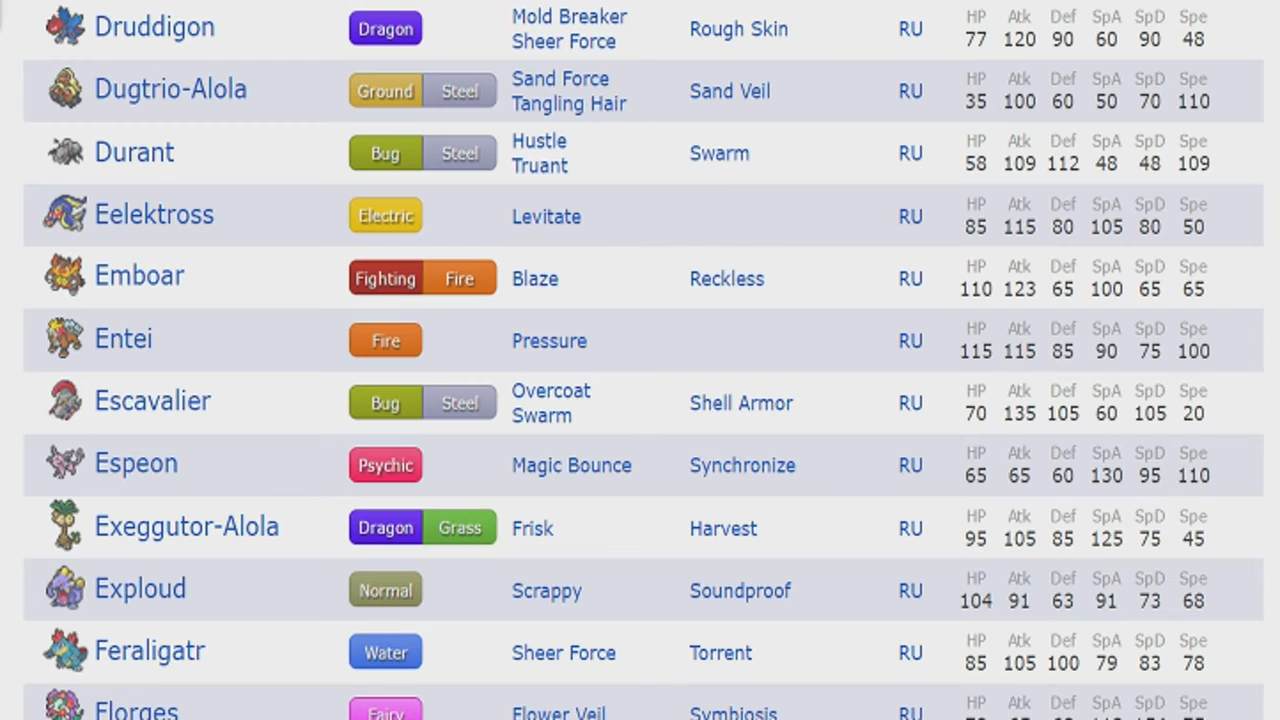 Druddigon Dragon Mold Breaker Sheer Force Rough Skin RU HP 77 Atk 120 Def 90 SpA 60 SpD 90 Spe 48
Dugtrio-Alola Ground Steel Sand Force Tangling Hair Sand Veil RU HP 35 Atk 100 Def 60 SpA 50 SpD 70 Spe 110
Durant Bug Steel Hustle Truant Swarm RU HP 58 Atk 109 Def 112 SpA 48 SpD 48 Spe 109
Eelektross Electric Levitate RU HP 85 Atk 115 Def 80 SpA 105 SpD 80 Spe 50
Emboar Fighting Fire Blaze Reckless RU HP 110 Atk 123 Def 65 SpA 100 SpD 65 Spe 65
Entei Fire Pressure RU HP 115 Atk 115 Def 85 SpA 90 SpD 75 Spe 100
Escavalier Bug Steel Overcoat Swarm Shell Armor RU HP 70 Atk 135 Def 105 SpA 60 SpD 105 Spe 20
Espeon Psychic Magic Bounce Synchronize RU HP 65 Atk 65 Def 60 SpA 130 SpD 95 Spe 110
Exeggutor-Alola Dragon Grass Frisk Harvest RU HP 95 Atk 105 Def 85 SpA 125 SpD 75 Spe 45
Exploud Normal Scrappy Soundproof RU HP 104 Atk 91 Def 63 SpA 91 SpD 73 Spe 68
Feraligatr Water Sheer Force Torrent RU HP 85 Atk 105 Def 100 SpA 79 SpD 83 Spe 78
Florges Fairy Flower Veil Symbiosis RU HP Atk Def SpA SpD Spe